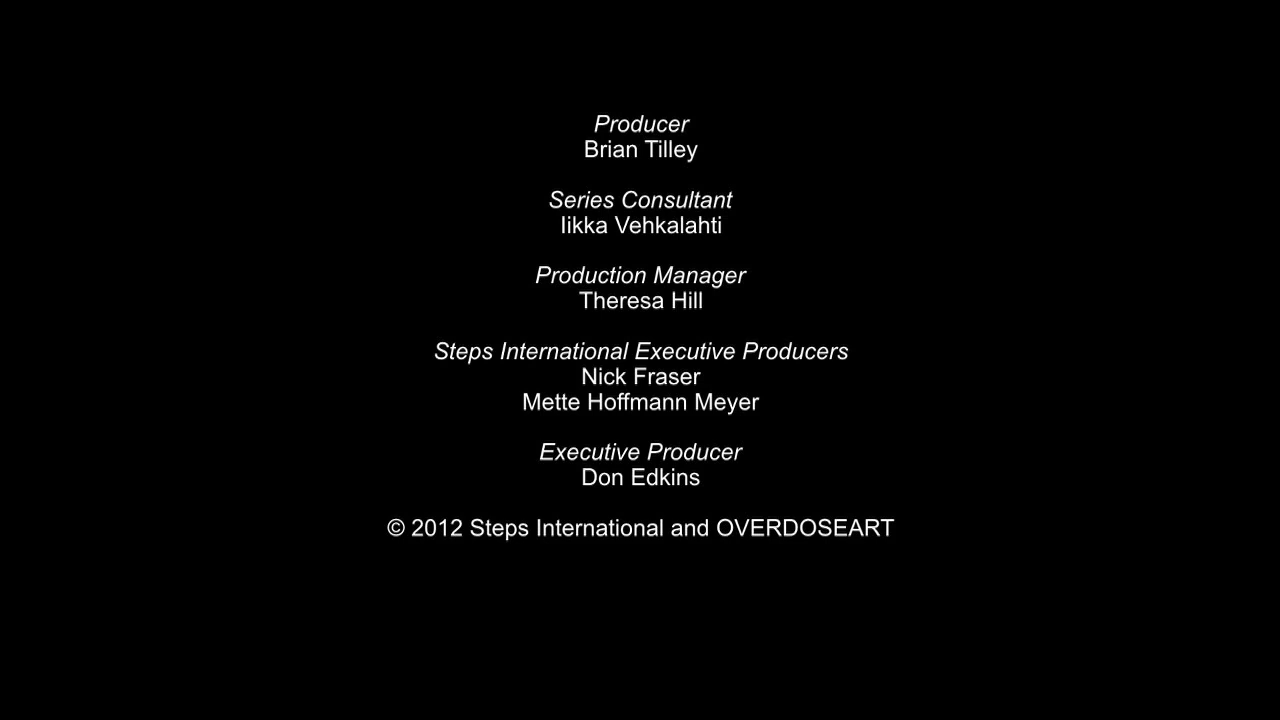 Producer
Brian Tilley
Series Consultant
Iikka Vehkalahti
Production Manager
Theresa Hill
Steps International Executive Producers
Nick Fraser
Mette Hoffmann Meyer
Executive Producer
Don Edkins
© 2012 Steps International and OVERDOSEART